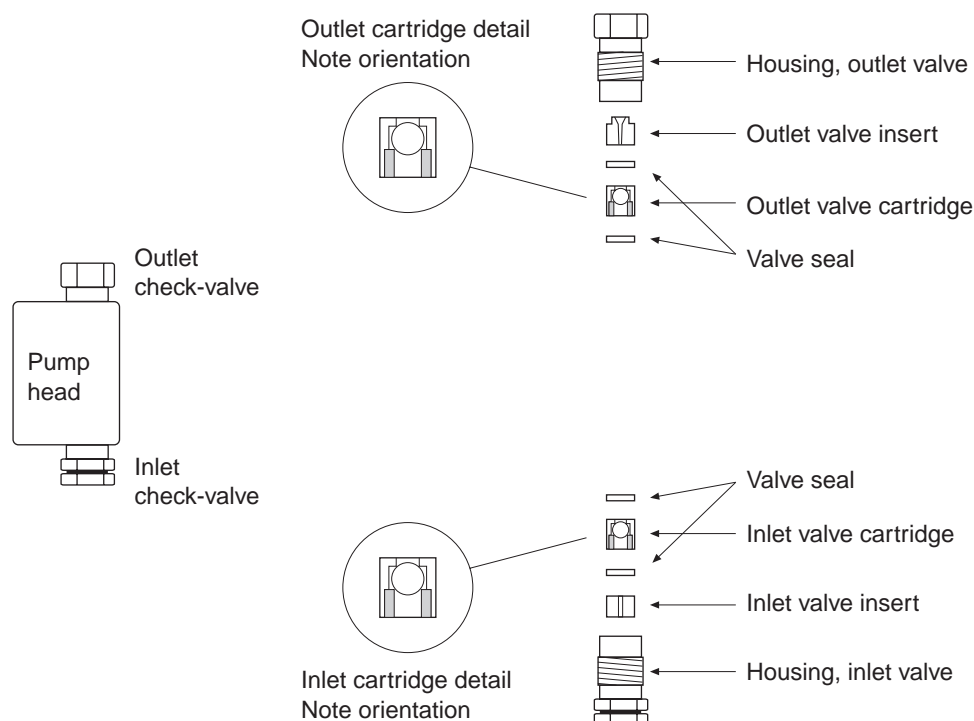 Outlet cartridge detail
Note orientation
Housing, outlet valve
Outlet valve insert
Outlet valve cartridge
Valve seal
Outlet
check-valve
Pump
head
Inlet
check-valve
Valve seal
Inlet valve cartridge
Inlet valve insert
Housing, inlet valve
Inlet cartridge detail
Note orientation